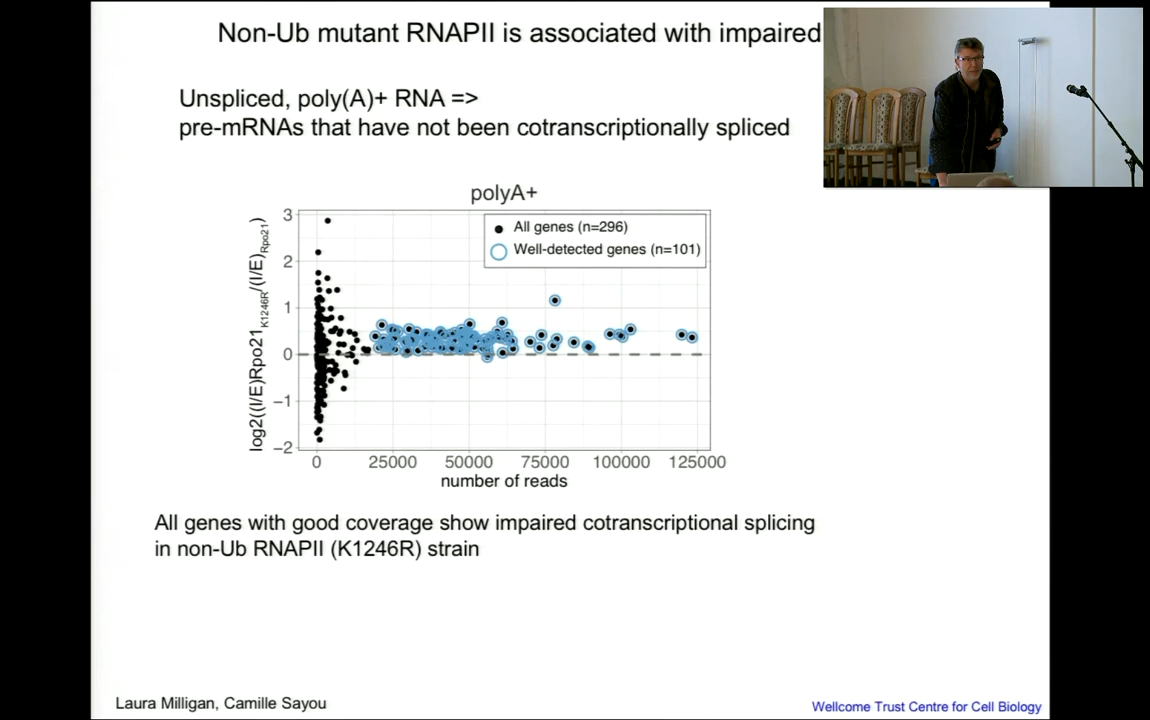 Non-Ub mutant RNAPII is associated with impaired
Unspliced, poly(A)+ RNA =>
pre-mRNAs that have not been cotranscriptionally spliced
polyA+
log2((I/E)Rpo21K1246R/(I/E)Rpo21)
3
2
1
0
−1
−2
All genes (n=296)
Well-detected genes (n=101)
0 25000 50000 75000 100000 125000
number of reads
All genes with good coverage show impaired cotranscriptional splicing
in non-Ub RNAPII (K1246R) strain
Laura Milligan, Camille Sayou
Wellcome Trust Centre for Cell Biology